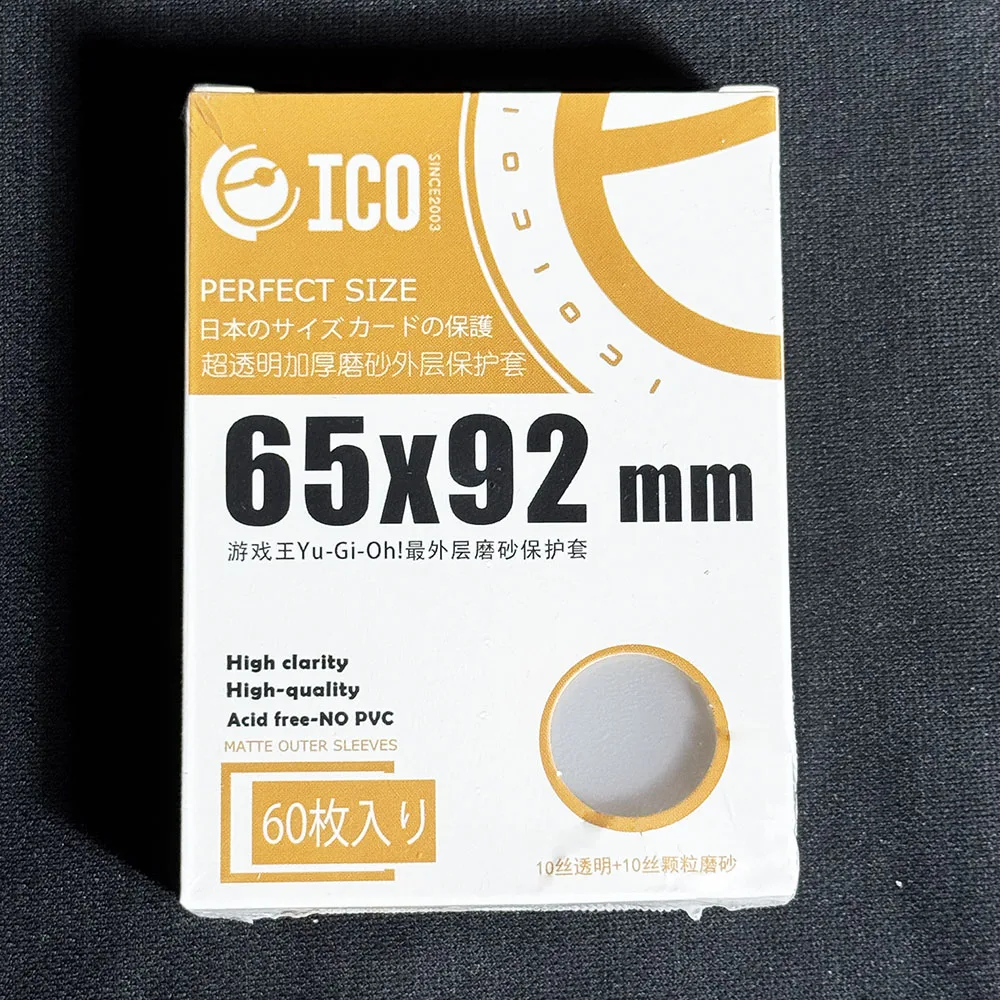 ICO
SINCE2003
PERFECT SIZE
日本のサイズカードの保護
超透明加厚磨砂外层保护套
65x92 mm
游戏王Yu-Gi-Oh!最外层磨砂保护套
High clarity
High-quality
Acid free-NO PVC
MATTE OUTER SLEEVES
60枚入り
10丝透明+10丝颗粒磨砂